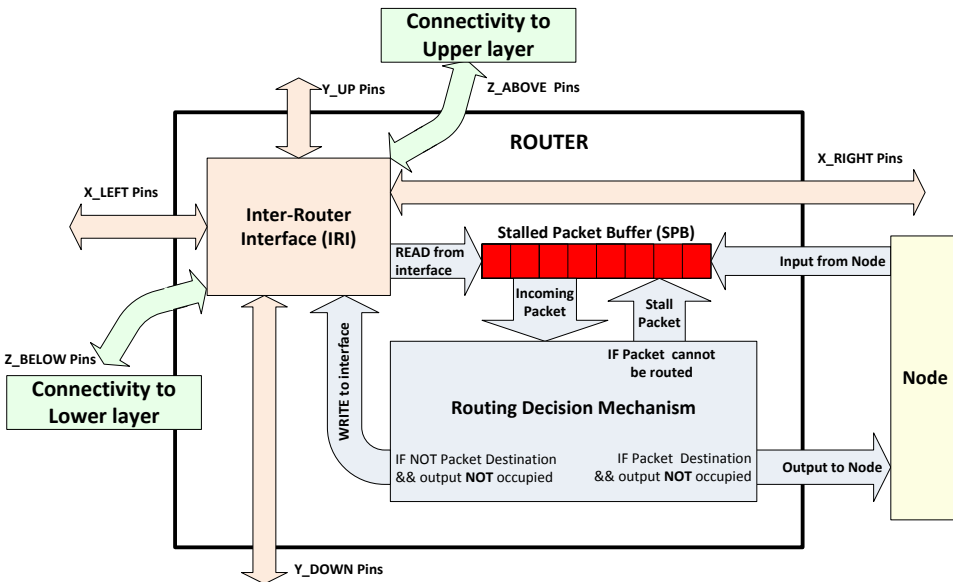 Connectivity to
Upper layer
Y_UP Pins
Z_ABOVE Pins
ROUTER
X_RIGHT Pins
X_LEFT Pins
Inter-Router
Interface (IRI)
Stalled Packet Buffer (SPB)
READ from
interface
Input from Node
Incoming
Packet
Stall
Packet
Z_BELOW Pins
Connectivity to
Lower layer
WRITE to interface
IF Packet cannot
be routed
Routing Decision Mechanism
Node
IF NOT Packet Destination
&& output NOT occupied
IF Packet Destination
&& output NOT occupied
Output to Node
Y_DOWN Pins